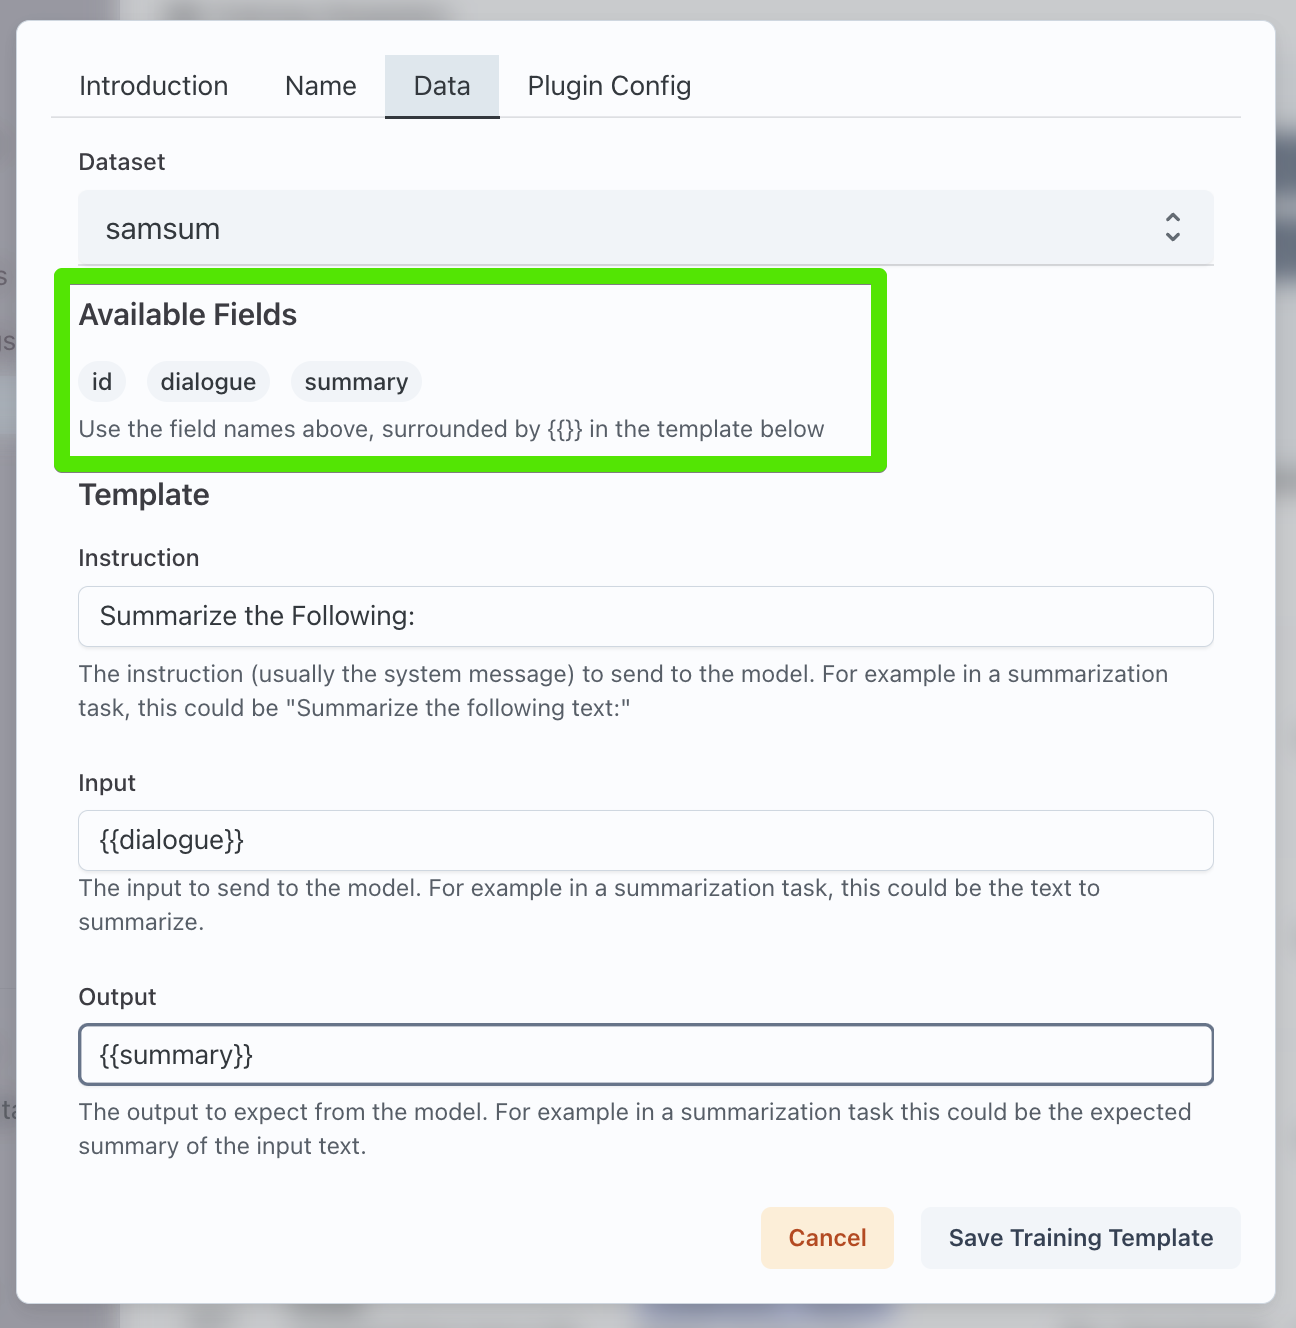 Introduction Name Data Plugin Config
Dataset
samsum
Available Fields
id dialogue summary
Use the field names above, surrounded by {{}} in the template below
Template
Instruction
Summarize the Following:
The instruction (usually the system message) to send to the model. For example in a summarization
task, this could be "Summarize the following text:"
Input
{{dialogue}}
The input to send to the model. For example in a summarization task, this could be the text to
summarize.
Output
{{summary}}
The output to expect from the model. For example in a summarization task this could be the expected
summary of the input text.
Cancel Save Training Template